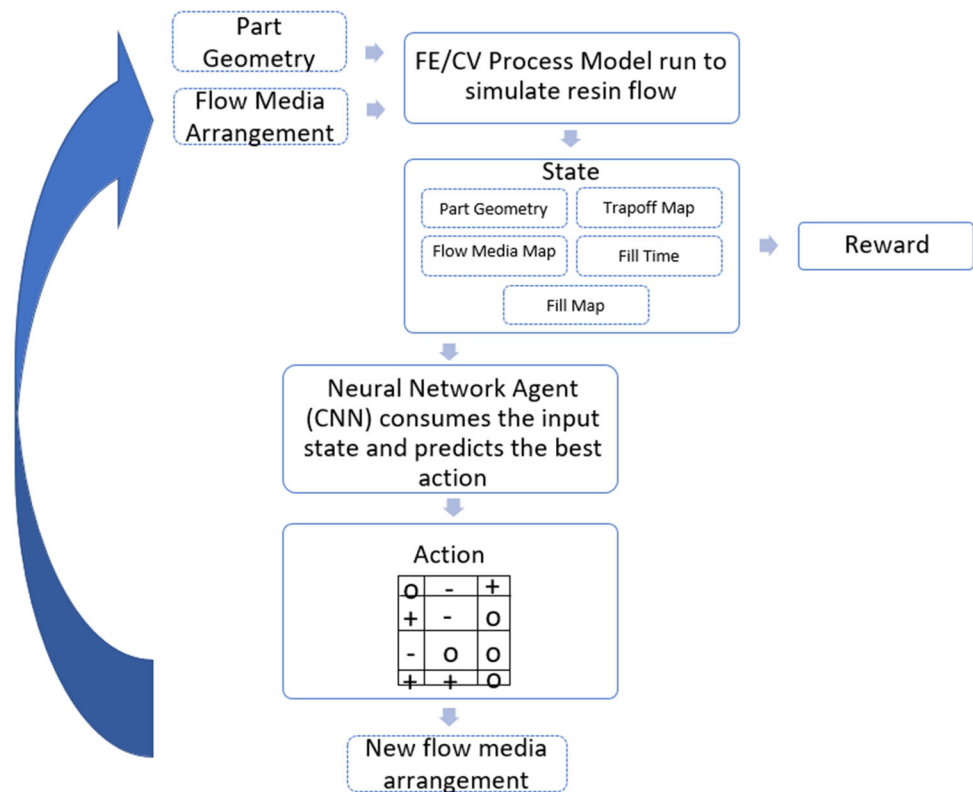 Part
Geometry
Flow Media
Arrangement
FE/CV Process Model run to
simulate resin flow
State
Part Geometry
Trapoff Map
Flow Media Map
Fill Time
Fill Map
Reward
Neural Network Agent
(CNN) consumes the input
state and predicts the best
action
Action
o - +
+ - o
- o o
+ + o
New flow media
arrangement